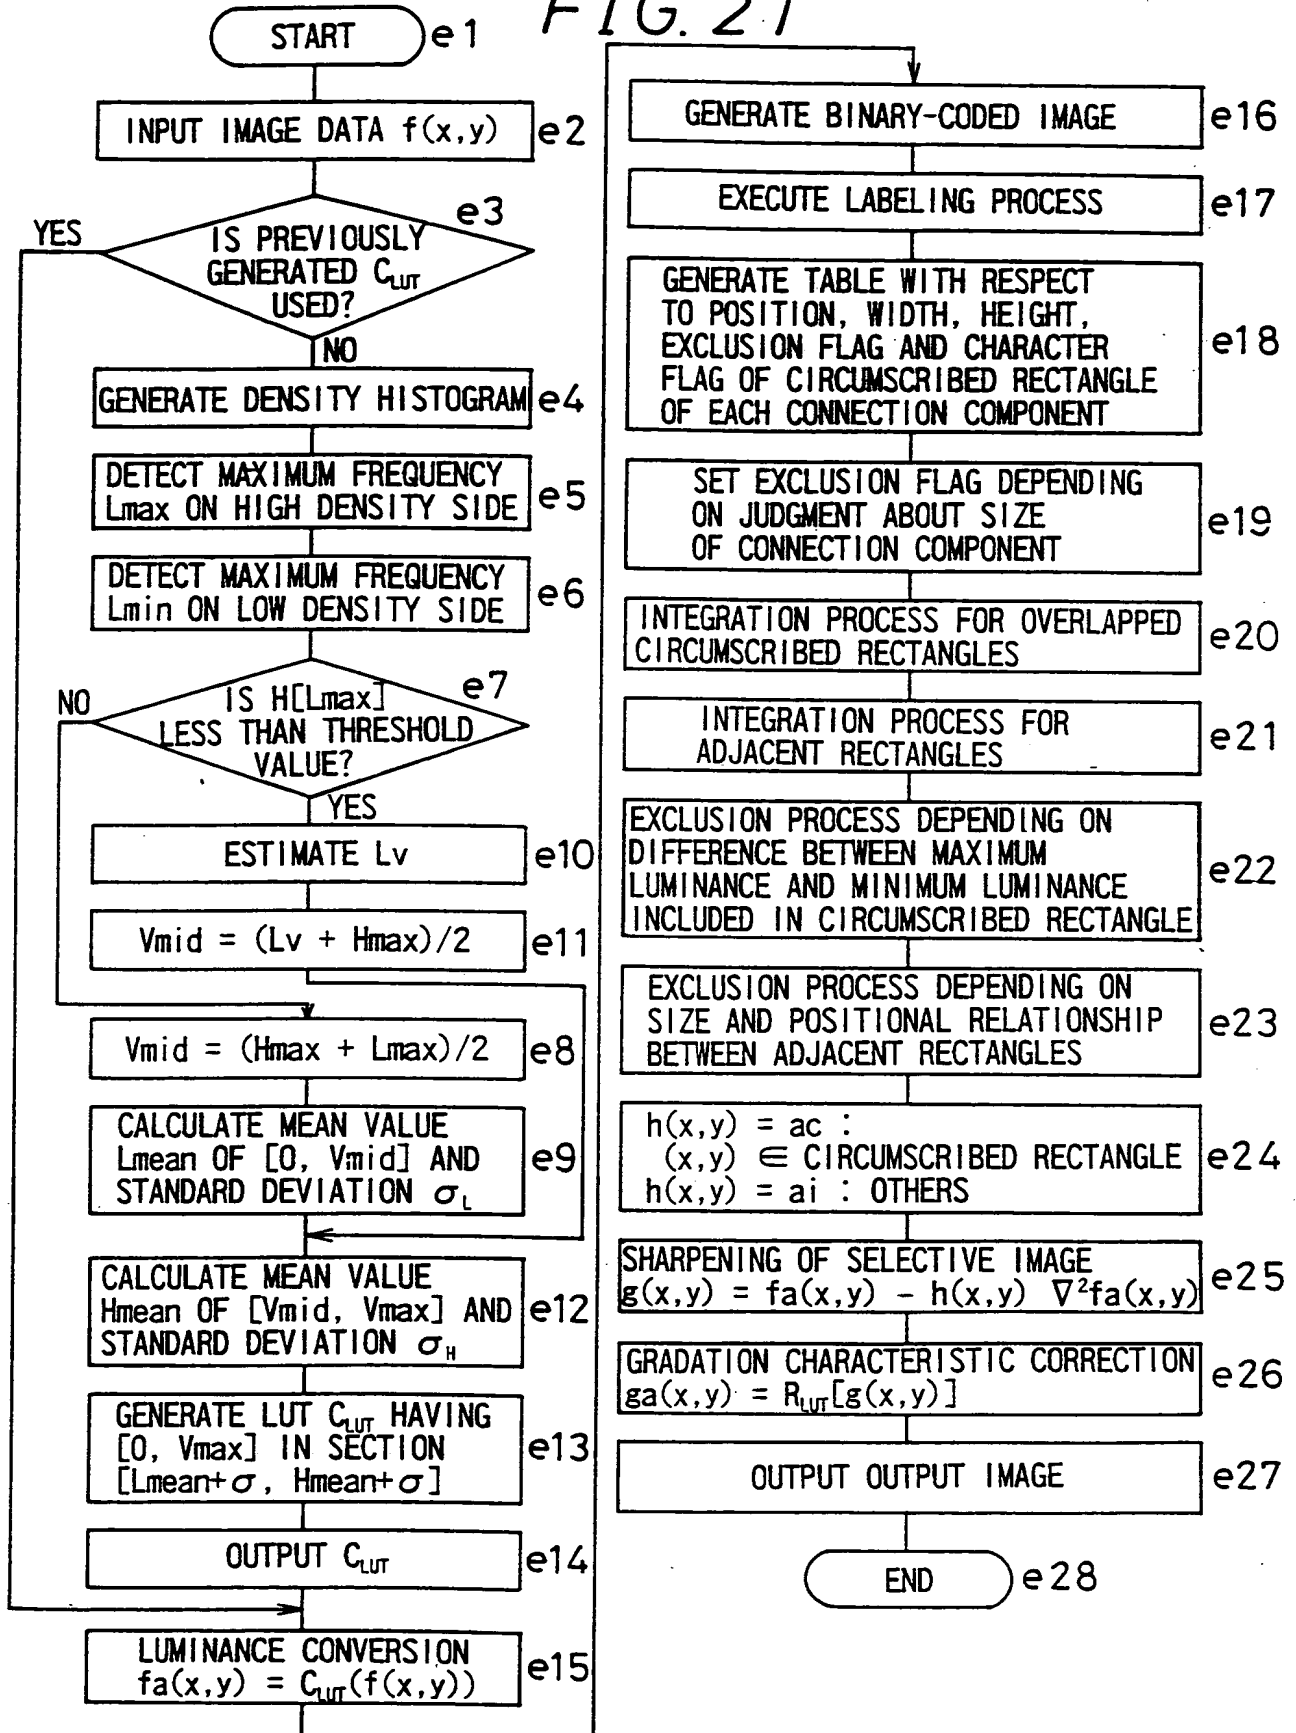 FIG. 21
START e1
INPUT IMAGE DATA f(x,y) e2
e3
YES
IS PREVIOUSLY
GENERATED CLUT
USED?
NO
GENERATE DENSITY HISTOGRAM e4
DETECT MAXIMUM FREQUENCY
Lmax ON HIGH DENSITY SIDE e5
DETECT MAXIMUM FREQUENCY
Lmin ON LOW DENSITY SIDE e6
e7
NO
IS H[Lmax]
LESS THAN THRESHOLD
VALUE?
YES
ESTIMATE Lv e10
Vmid = (Lv + Hmax)/2 e11
Vmid = (Hmax + Lmax)/2 e8
CALCULATE MEAN VALUE
Lmean OF [0, Vmid] AND e9
STANDARD DEVIATION σL
CALCULATE MEAN VALUE
Hmean OF [Vmid, Vmax] AND e12
STANDARD DEVIATION σH
GENERATE LUT CLUT HAVING
[0, Vmax] IN SECTION e13
[Lmean+σ, Hmean+σ]
OUTPUT CLUT e14
LUMINANCE CONVERSION
fa(x,y) = CLUT(f(x,y)) e15
GENERATE BINARY-CODED IMAGE e16
EXECUTE LABELING PROCESS e17
GENERATE TABLE WITH RESPECT
TO POSITION, WIDTH, HEIGHT,
EXCLUSION FLAG AND CHARACTER e18
FLAG OF CIRCUMSCRIBED RECTANGLE
OF EACH CONNECTION COMPONENT
SET EXCLUSION FLAG DEPENDING
ON JUDGMENT ABOUT SIZE e19
OF CONNECTION COMPONENT
INTEGRATION PROCESS FOR OVERLAPPED
CIRCUMSCRIBED RECTANGLES e20
INTEGRATION PROCESS FOR
ADJACENT RECTANGLES e21
EXCLUSION PROCESS DEPENDING ON
DIFFERENCE BETWEEN MAXIMUM
LUMINANCE AND MINIMUM LUMINANCE e22
INCLUDED IN CIRCUMSCRIBED RECTANGLE
EXCLUSION PROCESS DEPENDING ON
SIZE AND POSITIONAL RELATIONSHIP e23
BETWEEN ADJACENT RECTANGLES
h(x,y) = ac :
(x,y) ∈ CIRCUMSCRIBED RECTANGLE e24
h(x,y) = ai : OTHERS
SHARPENING OF SELECTIVE IMAGE
g(x,y) = fa(x,y) - h(x,y) ∇²fa(x,y) e25
GRADATION CHARACTERISTIC CORRECTION
ga(x,y) = RLUT[g(x,y)] e26
OUTPUT OUTPUT IMAGE e27
END e28